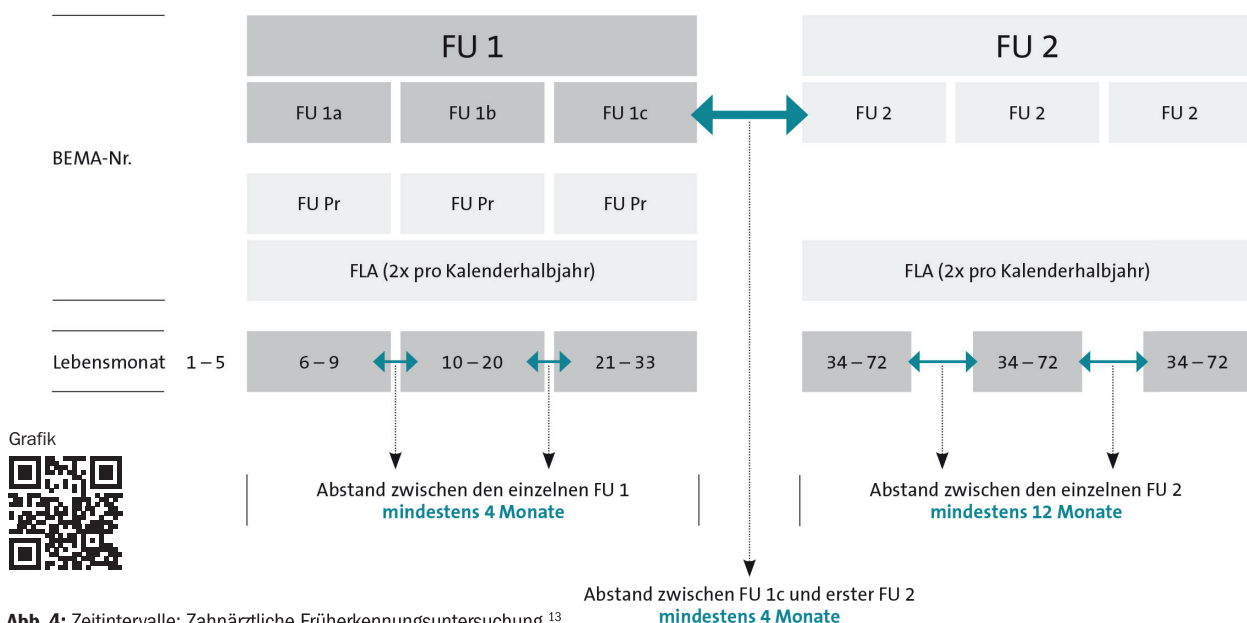 FU 1
FU 2
FU 1a FU 1b FU 1c FU 2 FU 2 FU 2
BEMA-Nr.
FU Pr FU Pr FU Pr
FLA (2x pro Kalenderhalbjahr) FLA (2x pro Kalenderhalbjahr)
Lebensmonat 1 – 5 6 – 9 10 – 20 21 – 33 34 – 72 34 – 72 34 – 72
Grafik
Abstand zwischen den einzelnen FU 1
mindestens 4 Monate
Abstand zwischen den einzelnen FU 2
mindestens 12 Monate
Abstand zwischen FU 1c und erster FU 2
mindestens 4 Monate
Abb. 4: Zeitintervalle: Zahnärztliche Früherkennungsuntersuchung.¹³